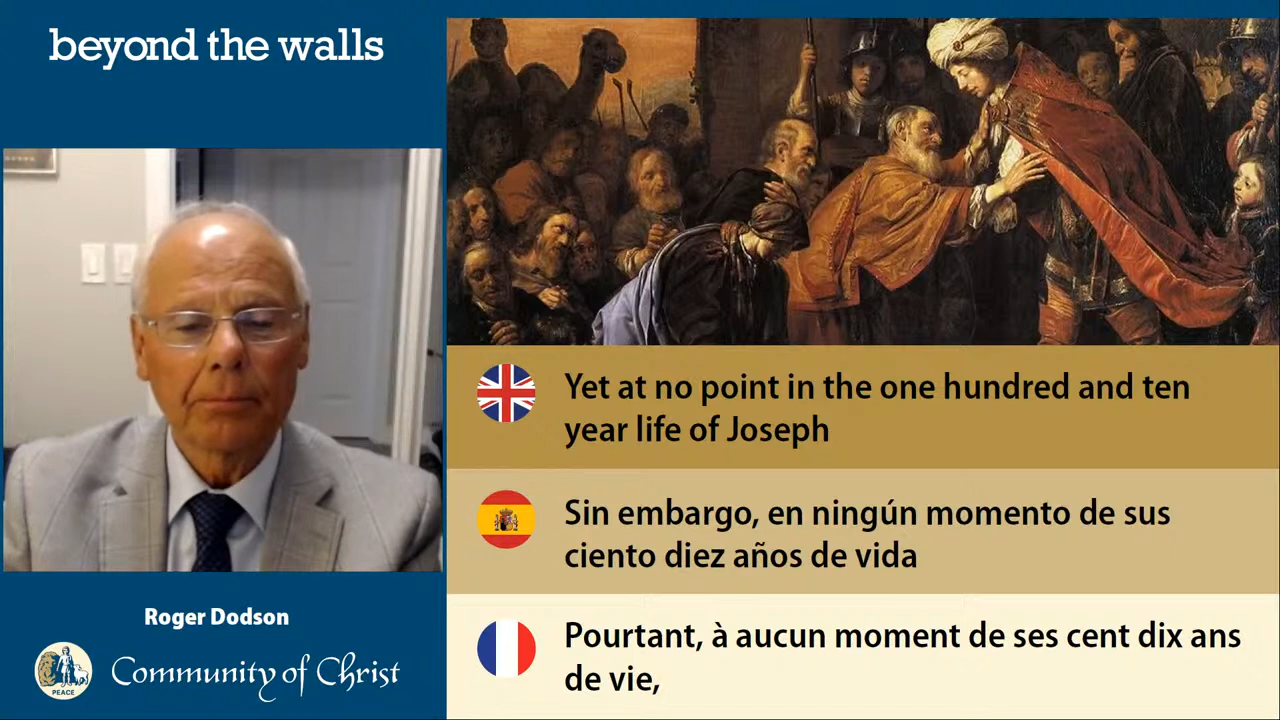 beyond the walls
Yet at no point in the one hundred and ten
year life of Joseph
Sin embargo, en ningún momento de sus
ciento diez años de vida
Pourtant, à aucun moment de ses cent dix ans
de vie,
Roger Dodson
PEACE
Community of Christ